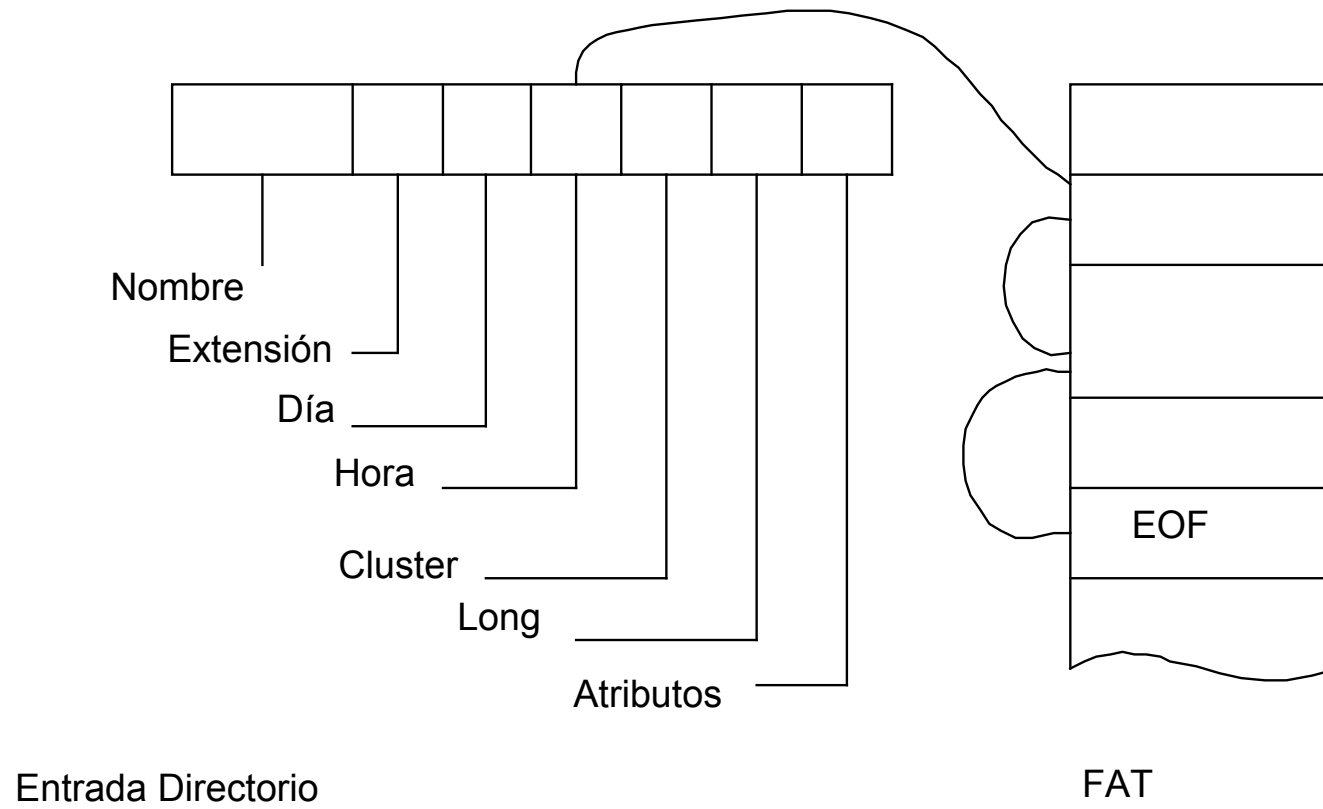 Nombre
Extensión
Día
Hora
EOF
Cluster
Long
Atributos
Entrada Directorio
FAT